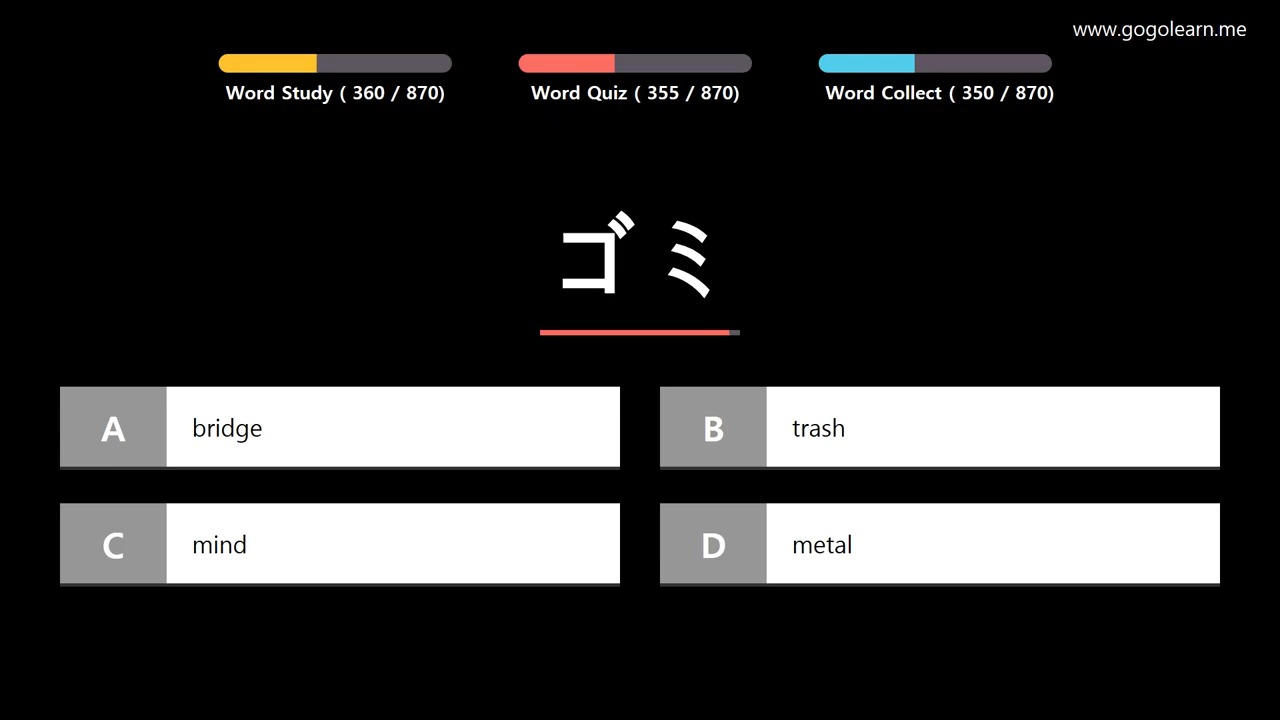 www.gogolearn.me
Word Study ( 360 / 870)
Word Quiz ( 355 / 870)
Word Collect ( 350 / 870)
ゴミ
A bridge
B trash
C mind
D metal